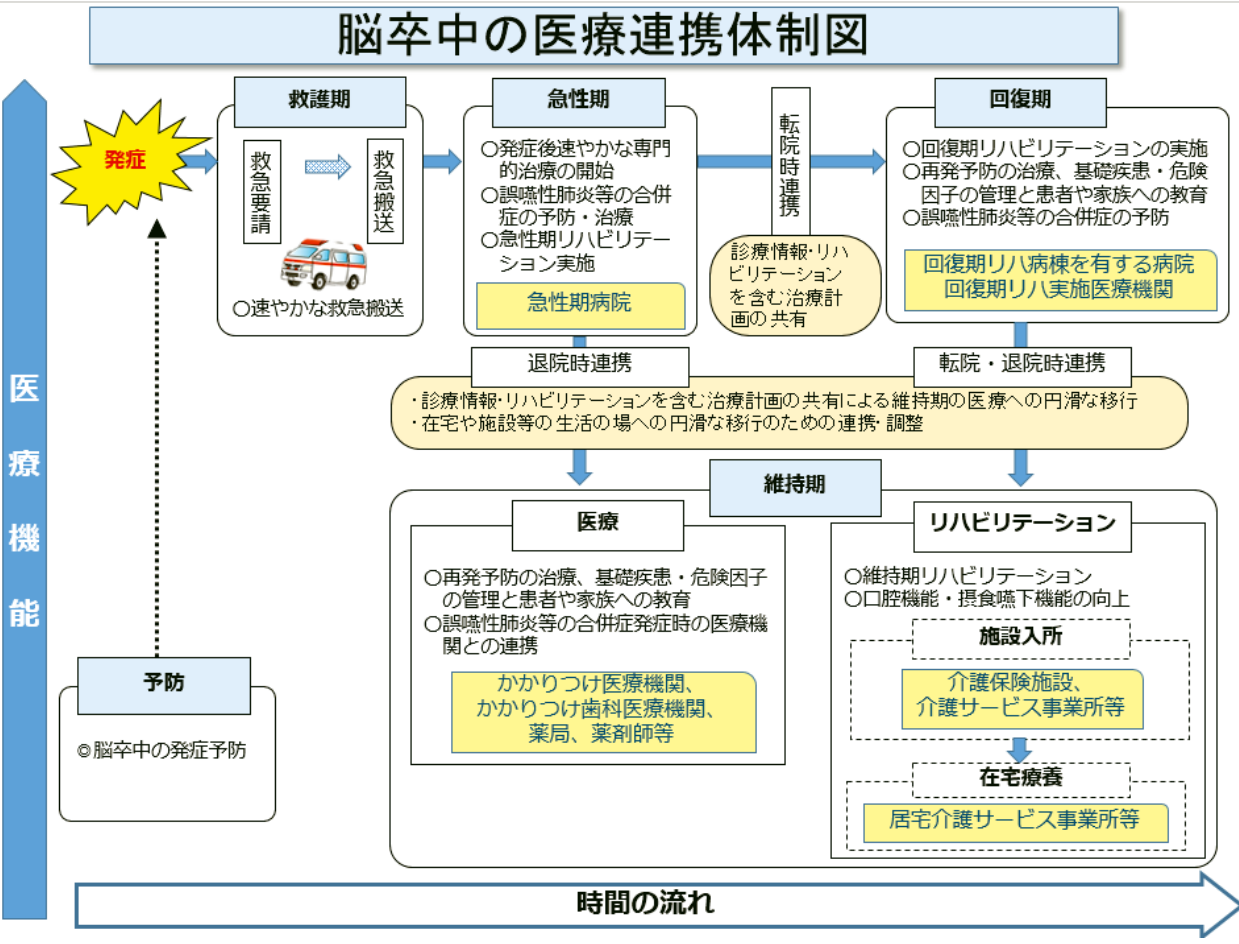 脳卒中の医療連携体制図
医療機能
発症
救護期
救急要請
救急搬送
○速やかな救急搬送
急性期
○発症後速やかな専門
的治療の開始
○誤嚥性肺炎等の合併
症の予防・治療
○急性期リハビリテー
ション実施
急性期病院
転院時連携
診療情報・リハ
ビリテーション
を含む治療計
画の共有
回復期
○回復期リハビリテーションの実施
○再発予防の治療、基礎疾患・危険
因子の管理と患者や家族への教育
○誤嚥性肺炎等の合併症の予防
回復期リハ病棟を有する病院
回復期リハ実施医療機関
退院時連携
転院・退院時連携
・診療情報・リハビリテーションを含む治療計画の共有による維持期の医療への円滑な移行
・在宅や施設等の生活の場への円滑な移行のための連携・調整
維持期
医療
○再発予防の治療、基礎疾患・危険因子
の管理と患者や家族への教育
○誤嚥性肺炎等の合併症発症時の医療機
関との連携
かかりつけ医療機関、
かかりつけ歯科医療機関、
薬局、薬剤師等
リハビリテーション
○維持期リハビリテーション
○口腔機能・摂食嚥下機能の向上
施設入所
介護保険施設、
介護サービス事業所等
在宅療養
居宅介護サービス事業所等
予防
◎脳卒中の発症予防
時間の流れ